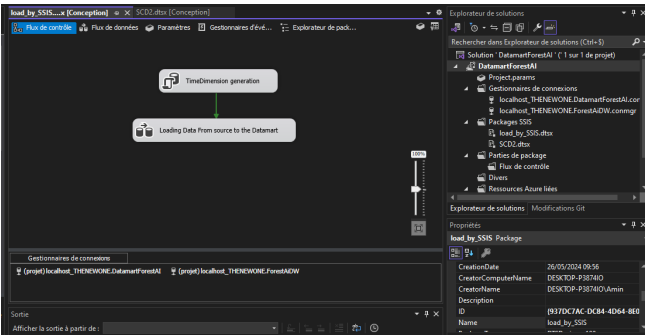 load_by_SSIS....x [Conception] SCD2.dtsx [Conception]
Flux de contrôle Flux de données Paramètres Gestionnaires d'évé... Explorateur de pack...
TimeDimension generation
Loading Data From source to the Datamart
100%
Gestionnaires de connexions
(projet) localhost_THENEWONE.DatamartForestAI (projet) localhost_THENEWONE.ForestAiDW
Sortie
Afficher la sortie à partir de :
Explorateur de solutions
Rechercher dans Explorateur de solutions (Ctrl+$)
Solution 'DatamartForestAI' (' 1 sur 1 de projet)
DatamartForestAI
Project.params
Gestionnaires de connexions
localhost_THENEWONE.DatamartForestAI.con
localhost_THENEWONE.ForestAiDW.conmgr
Packages SSIS
load_by_SSIS.dtsx
SCD2.dtsx
Parties de package
Flux de contrôle
Divers
Ressources Azure liées
Explorateur de solutions Modifications Git
Propriétés
load_by_SSIS Package
CreationDate 26/05/2024 09:56
CreatorComputerName DESKTOP-P3874IO
CreatorName DESKTOP-P3874IO\Amin
Description
ID {937DC7AC-DC84-4D64-8E0
Name load_by_SSIS